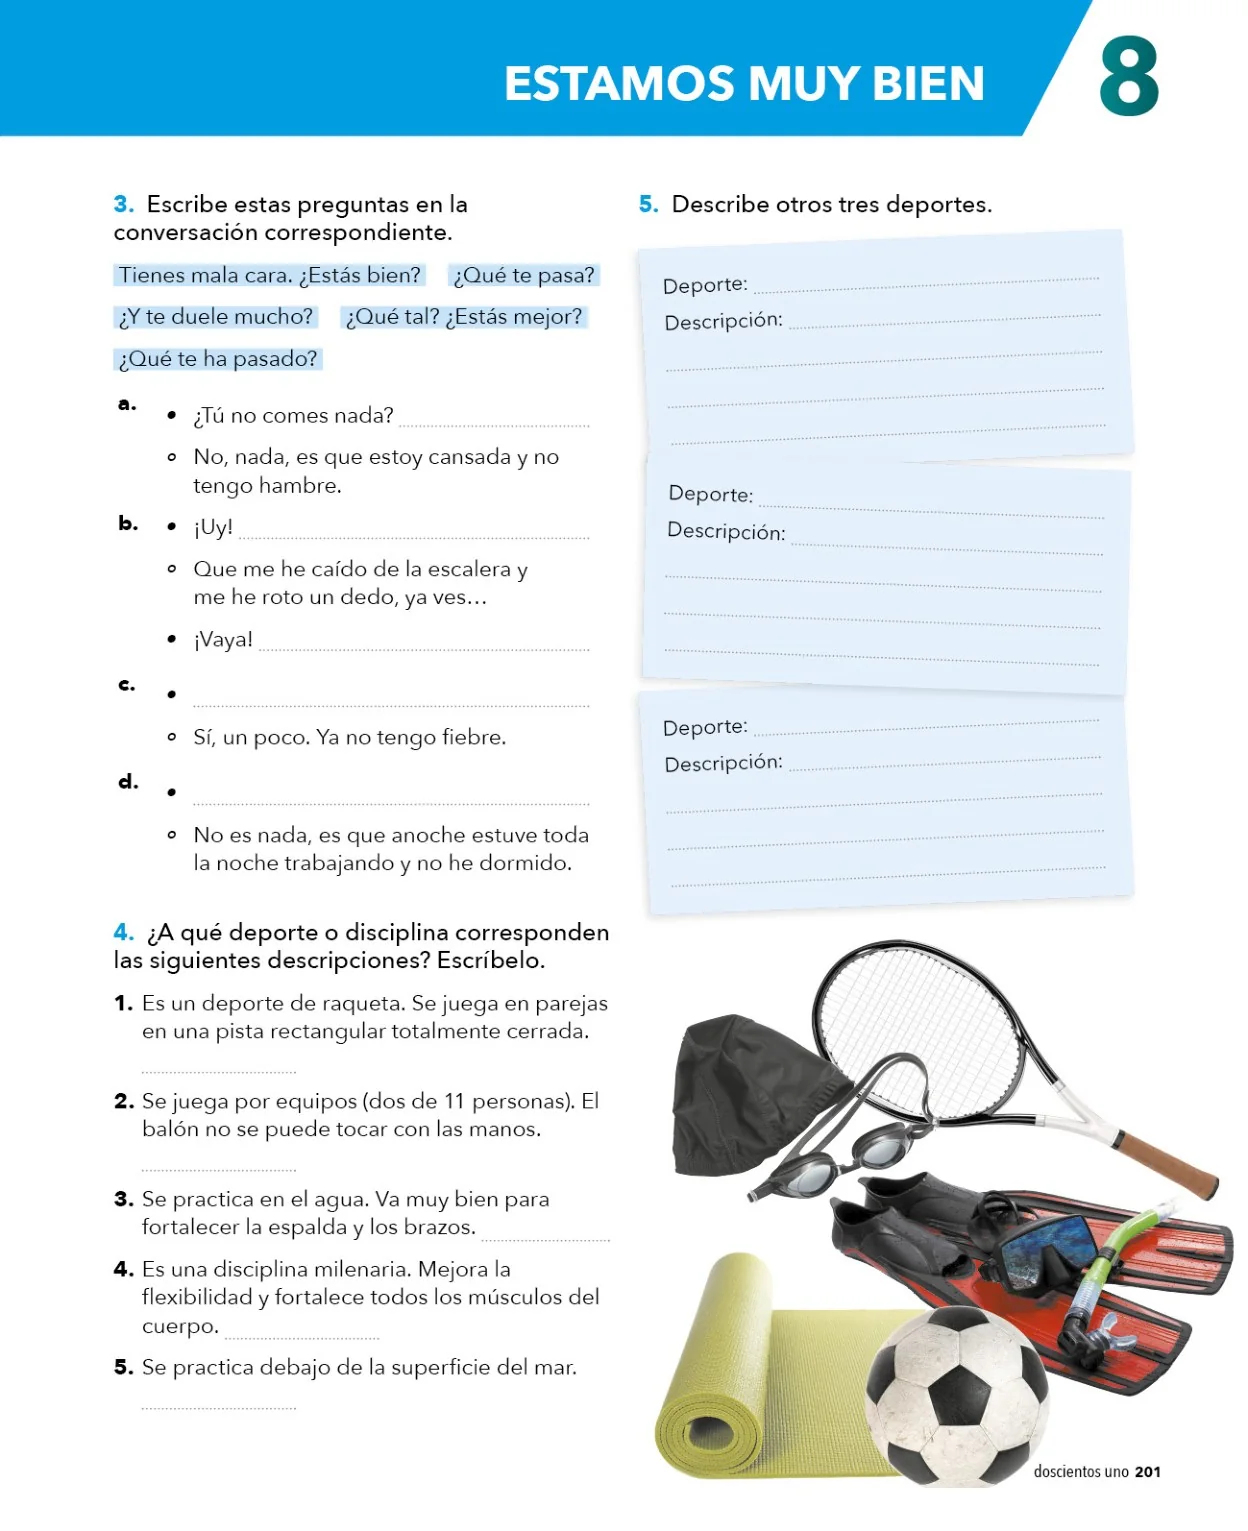 ESTAMOS MUY BIEN
8
3. Escribe estas preguntas en la
conversación correspondiente.
Tienes mala cara. ¿Estás bien? ¿Qué te pasa?
¿Y te duele mucho? ¿Qué tal? ¿Estás mejor?
¿Qué te ha pasado?
a. • ¿Tú no comes nada?
No, nada, es que estoy cansada y no
tengo hambre.
b. • ¡Uy!
Que me he caído de la escalera y
me he roto un dedo, ya ves…
• ¡Vaya!
c. •
Sí, un poco. Ya no tengo fiebre.
d. •
No es nada, es que anoche estuve toda
la noche trabajando y no he dormido.
4. ¿A qué deporte o disciplina corresponden
las siguientes descripciones? Escríbelo.
1. Es un deporte de raqueta. Se juega en parejas
en una pista rectangular totalmente cerrada.
2. Se juega por equipos (dos de 11 personas). El
balón no se puede tocar con las manos.
3. Se practica en el agua. Va muy bien para
fortalecer la espalda y los brazos.
4. Es una disciplina milenaria. Mejora la
flexibilidad y fortalece todos los músculos del
cuerpo.
5. Se practica debajo de la superficie del mar.
5. Describe otros tres deportes.
Deporte:
Descripción:
Deporte:
Descripción:
Deporte:
Descripción:
doscientos uno 201